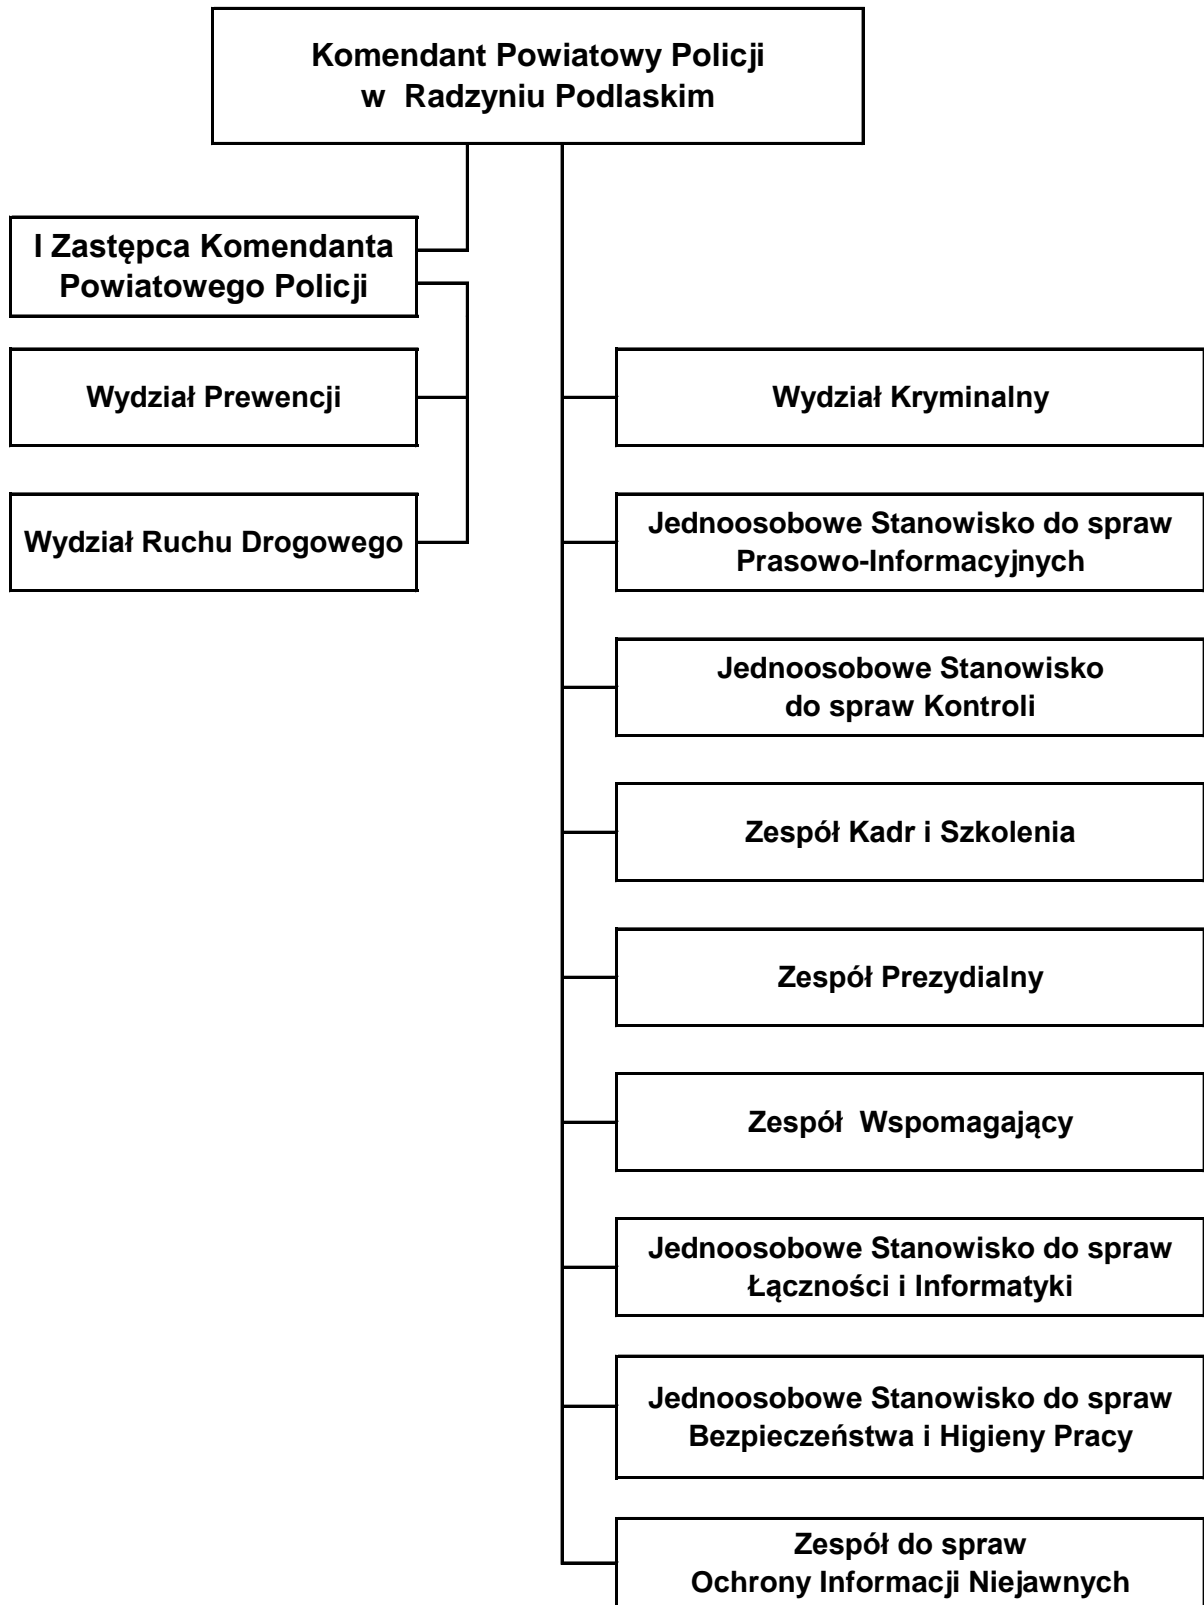 Komendant Powiatowy Policji
w Radzyniu Podlaskim
I Zastępca Komendanta
Powiatowego Policji
Wydział Prewencji
Wydział Ruchu Drogowego
Wydział Kryminalny
Jednoosobowe Stanowisko do spraw
Prasowo-Informacyjnych
Jednoosobowe Stanowisko
do spraw Kontroli
Zespół Kadr i Szkolenia
Zespół Prezydialny
Zespół Wspomagający
Jednoosobowe Stanowisko do spraw
Łączności i Informatyki
Jednoosobowe Stanowisko do spraw
Bezpieczeństwa i Higieny Pracy
Zespół do spraw
Ochrony Informacji Niejawnych